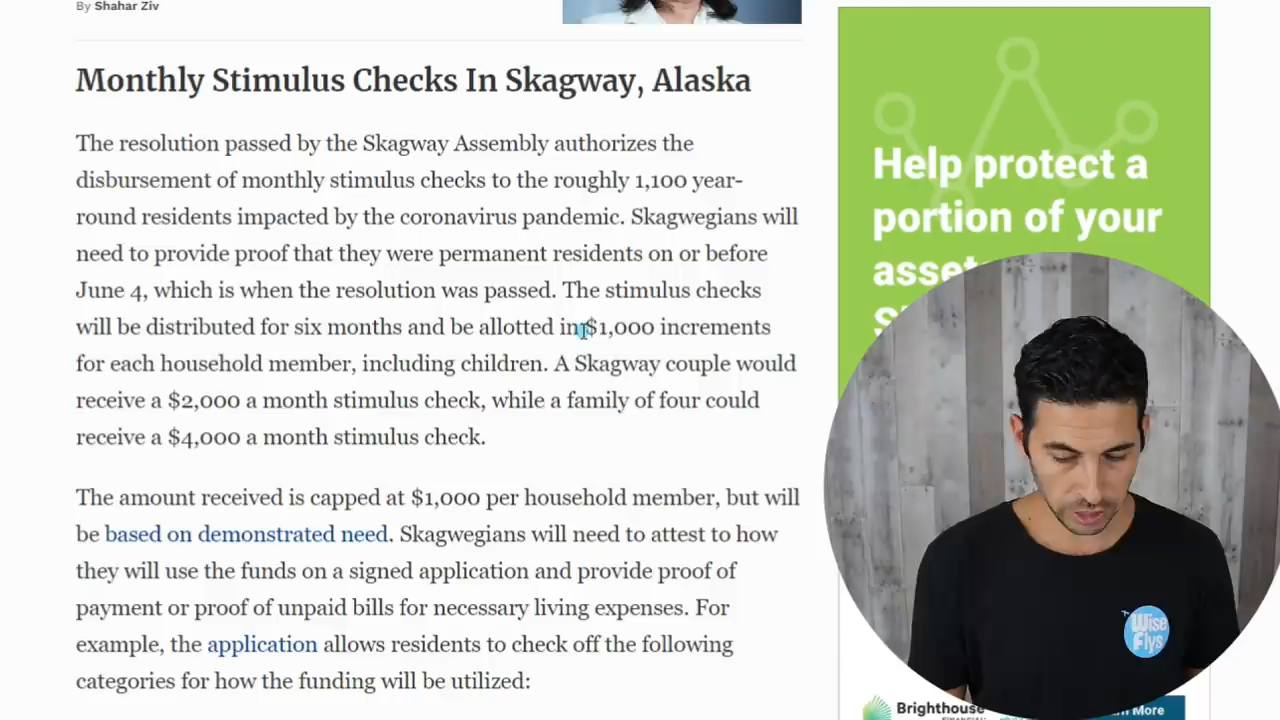 By Shahar Ziv
Monthly Stimulus Checks In Skagway, Alaska
The resolution passed by the Skagway Assembly authorizes the
disbursement of monthly stimulus checks to the roughly 1,100 year-
round residents impacted by the coronavirus pandemic. Skagwegians will
need to provide proof that they were permanent residents on or before
June 4, which is when the resolution was passed. The stimulus checks
will be distributed for six months and be allotted in $1,000 increments
for each household member, including children. A Skagway couple would
receive a $2,000 a month stimulus check, while a family of four could
receive a $4,000 a month stimulus check.
The amount received is capped at $1,000 per household member, but will
be based on demonstrated need. Skagwegians will need to attest to how
they will use the funds on a signed application and provide proof of
payment or proof of unpaid bills for necessary living expenses. For
example, the application allows residents to check off the following
categories for how the funding will be utilized:
Help protect a
portion of your
Brighthouse
FINANCIAL
More
The
Wise
Flys